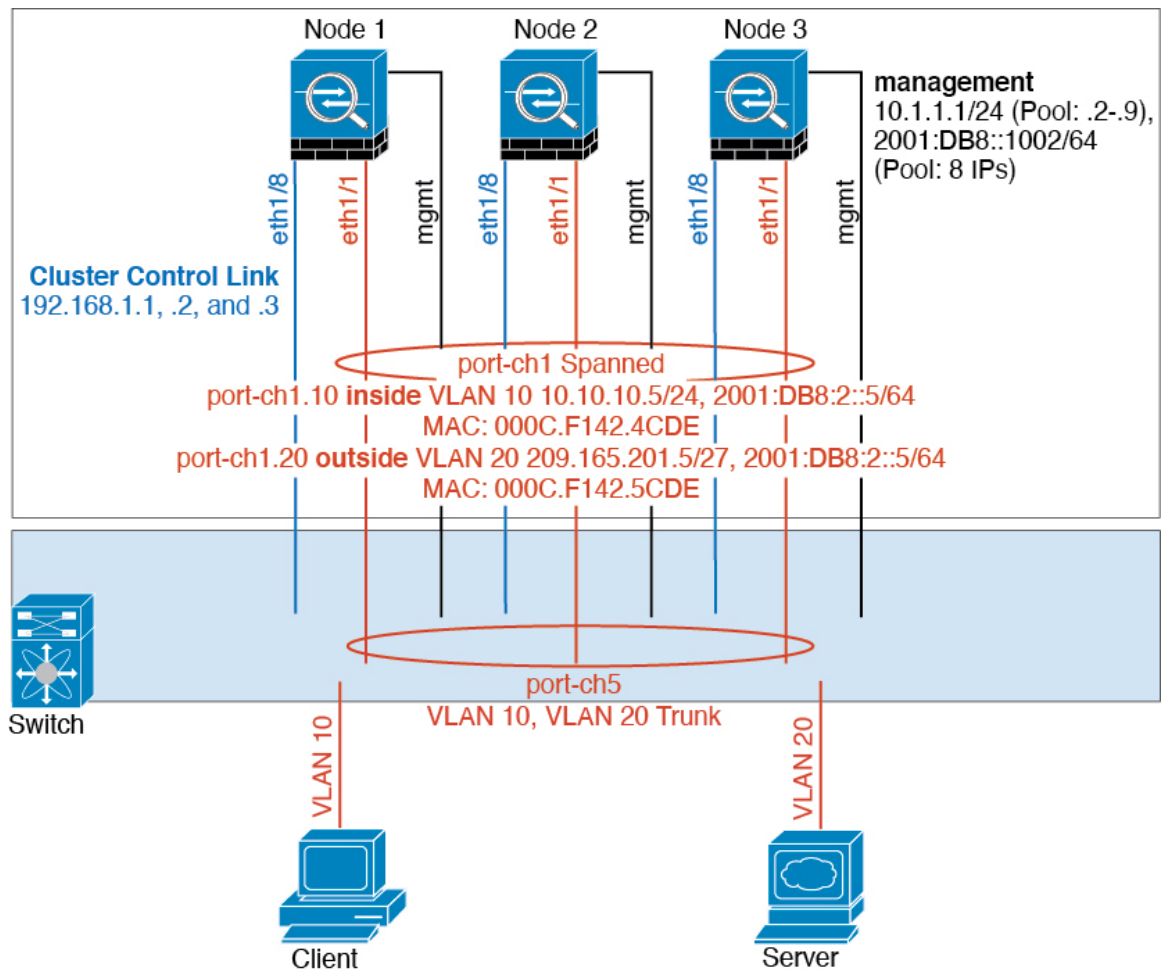 Node 1
Node 2
Node 3
management
10.1.1.1/24 (Pool: .2-.9),
2001:DB8::1002/64
(Pool: 8 IPs)
eth1/8
eth1/1
mgmt
eth1/8
eth1/1
mgmt
eth1/8
eth1/1
mgmt
Cluster Control Link
192.168.1.1, .2, and .3
port-ch1 Spanned
port-ch1.10 inside VLAN 10 10.10.10.5/24, 2001:DB8:2::5/64
MAC: 000C.F142.4CDE
port-ch1.20 outside VLAN 20 209.165.201.5/27, 2001:DB8:2::5/64
MAC: 000C.F142.5CDE
port-ch5
VLAN 10, VLAN 20 Trunk
Switch
VLAN 10
VLAN 20
Client
Server